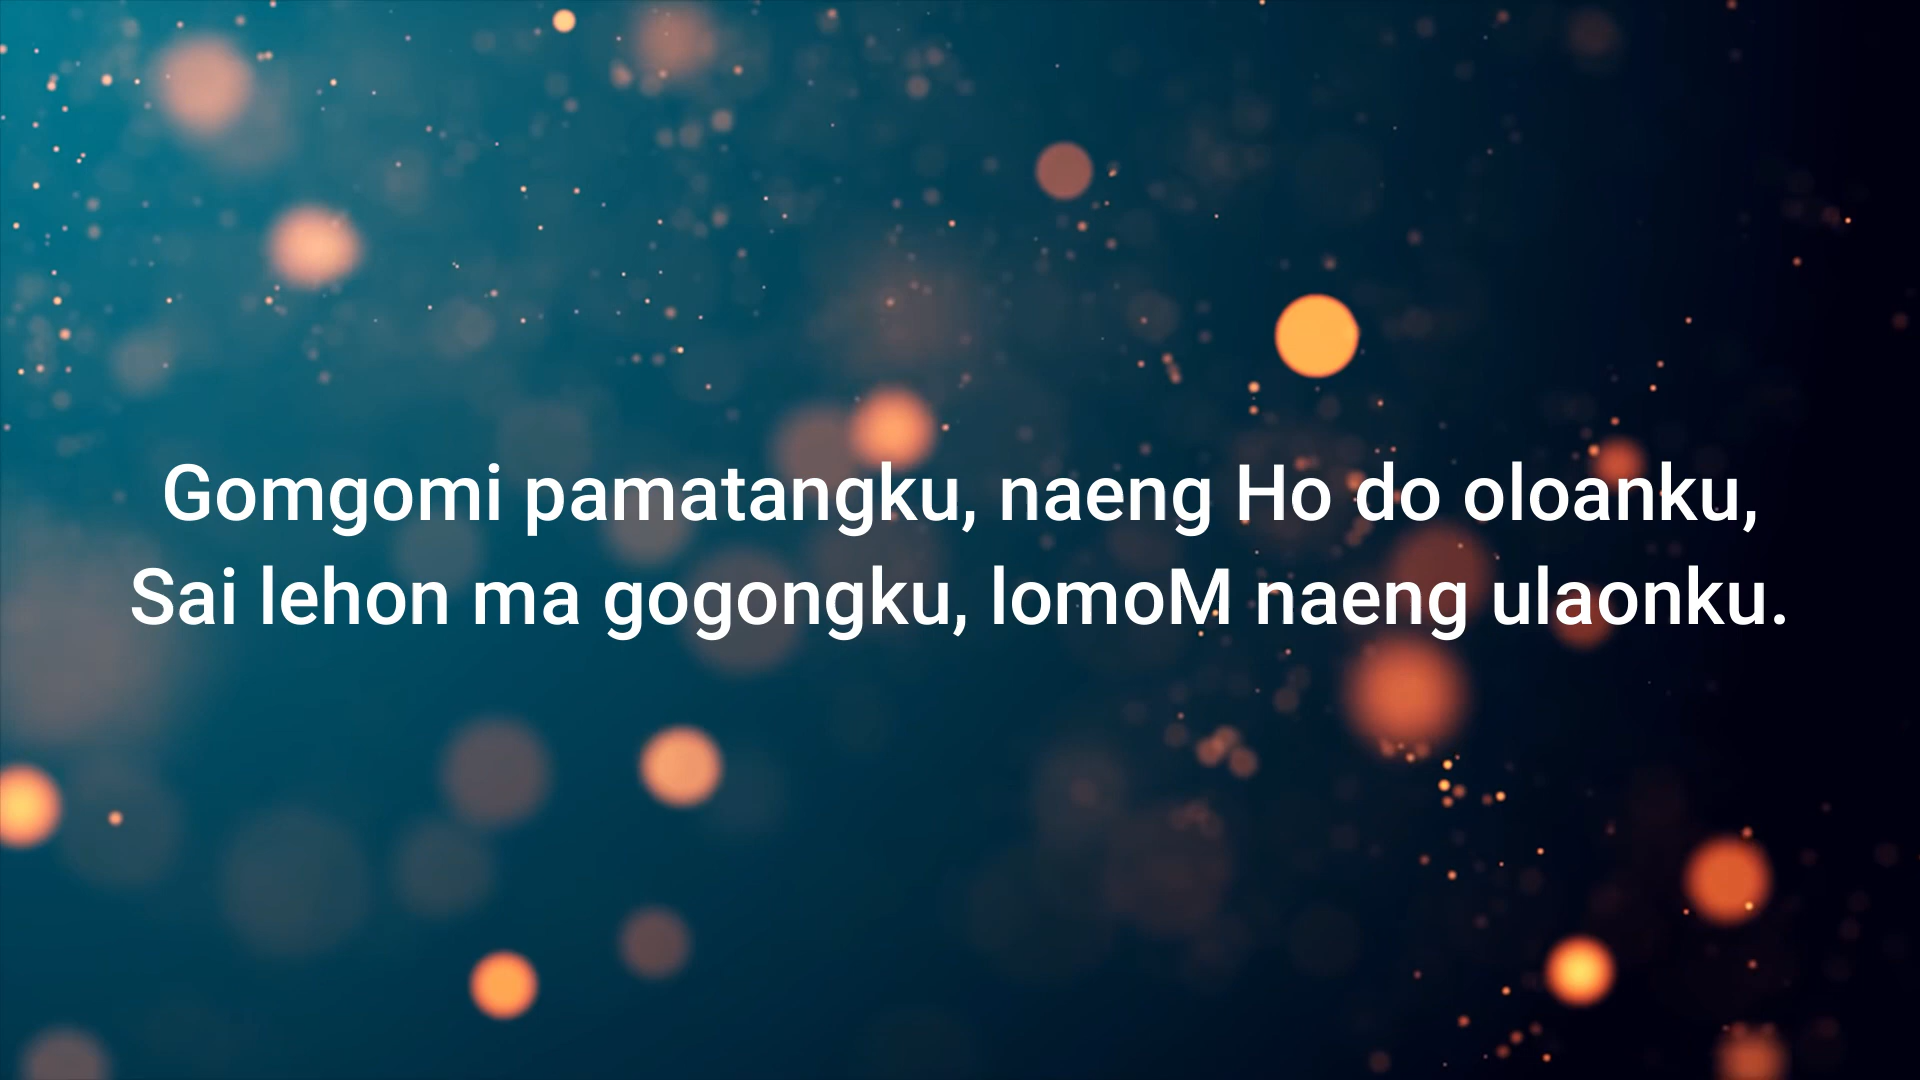 Gomgomi pamatangku, naeng Ho do oloanku,
Sai lehon ma gogongku, lomoM naeng ulaonku.